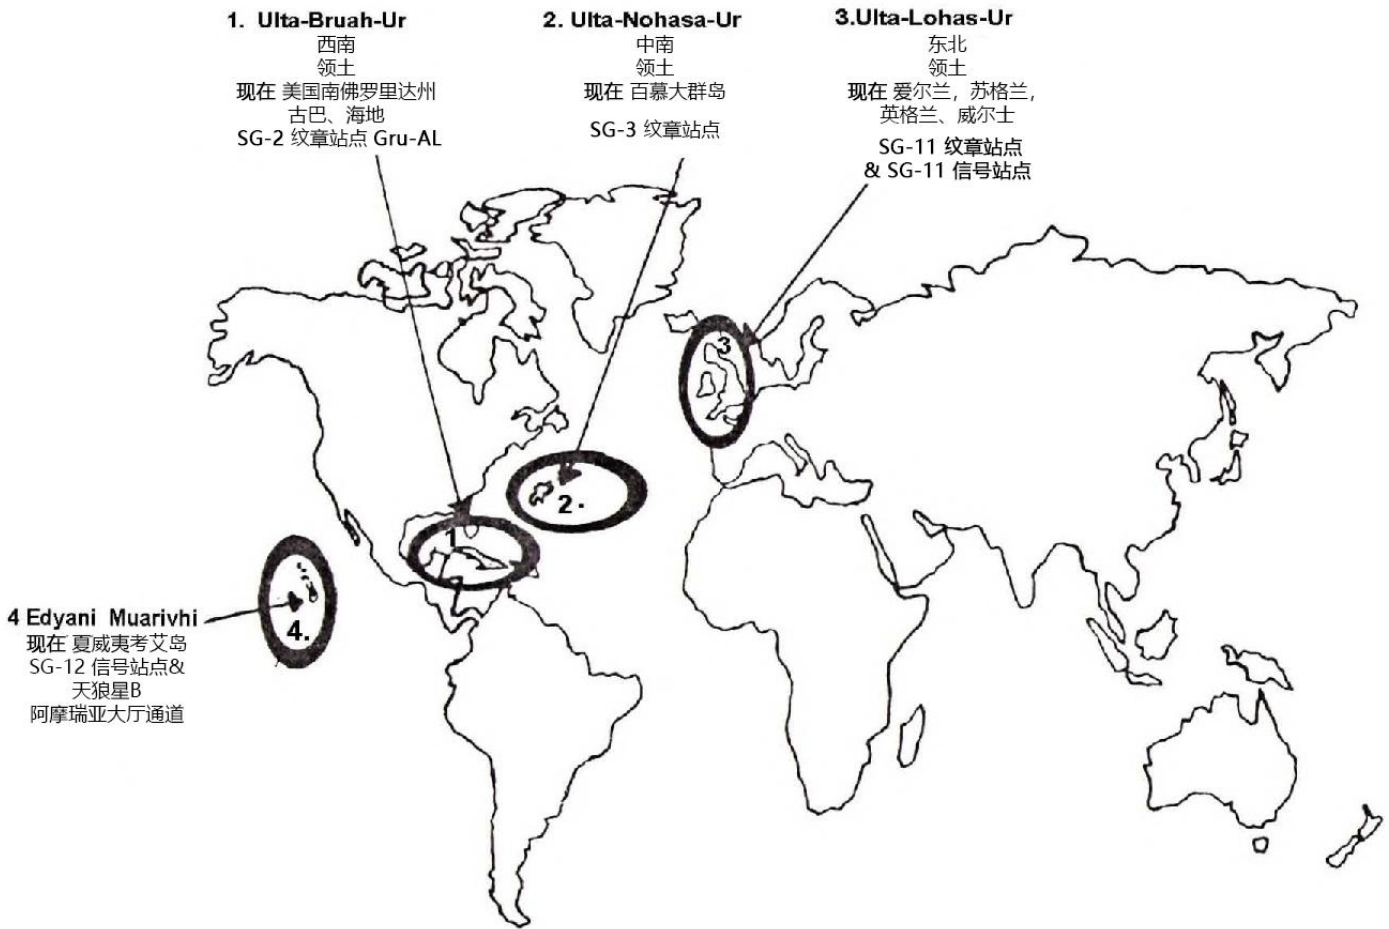 1. Ulta-Bruah-Ur
西南
领土
现在 美国南佛罗里达州
古巴、海地
SG-2 纹章站点 Gru-AL
2. Ulta-Nohasa-Ur
中南
领土
现在 百慕大群岛
SG-3 纹章站点
3.Ulta-Lohas-Ur
东北
领土
现在 爱尔兰，苏格兰，
英格兰、威尔士
SG-11 纹章站点
& SG-11 信号站点
3
2.
1
4.
4 Edyani Muarivhi
现在 夏威夷考艾岛
SG-12 信号站点&
天狼星B
阿摩瑞亚大厅通道